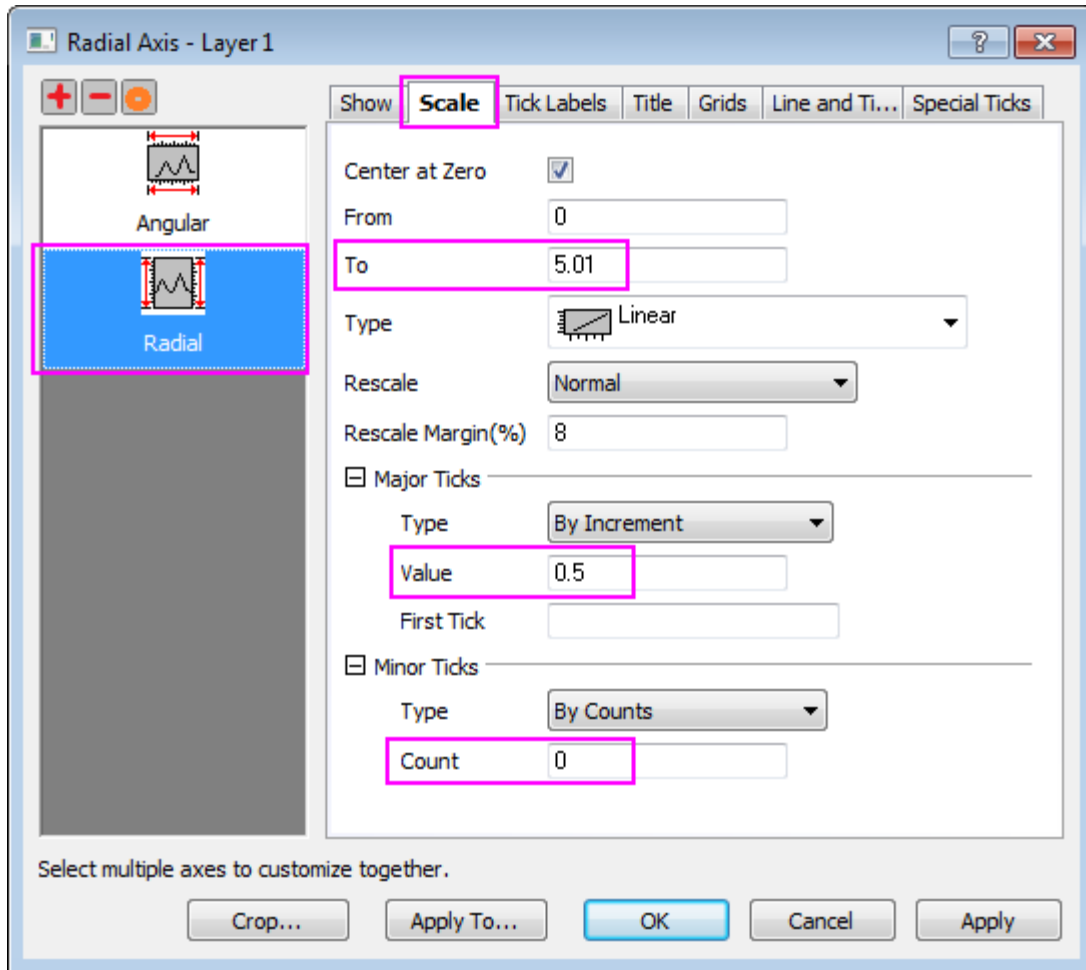 Radial Axis - Layer 1
Show Scale Tick Labels Title Grids Line and Ti... Special Ticks
Angular
Radial
Center at Zero
From 0
To 5.01
Type Linear
Rescale Normal
Rescale Margin(%) 8
Major Ticks
Type By Increment
Value 0.5
First Tick
Minor Ticks
Type By Counts
Count 0
Select multiple axes to customize together.
Crop... Apply To... OK Cancel Apply